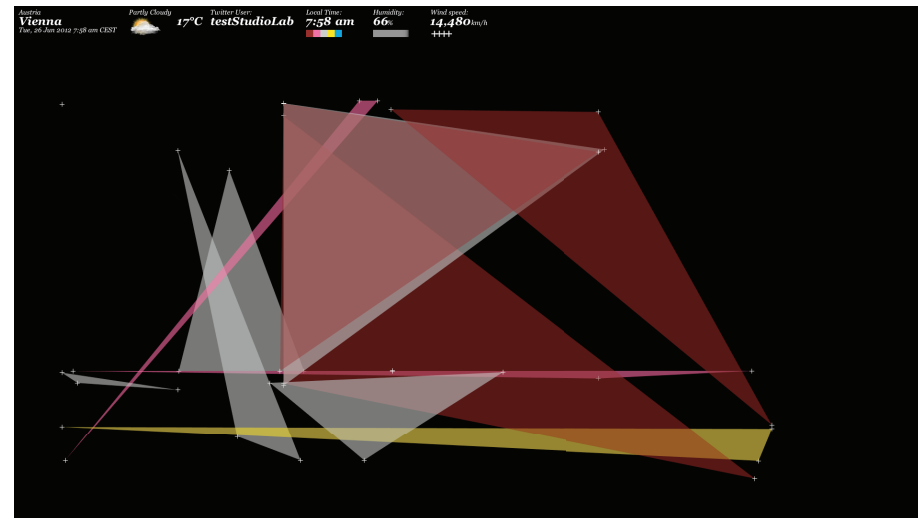 Austria
Vienna
Tue, 26 Jun 2012 7:58 am CEST
Partly Cloudy
17°C
Twitter User:
testStudioLab
Local Time:
7:58 am
Humidity:
66%
Wind speed:
14,480km/h